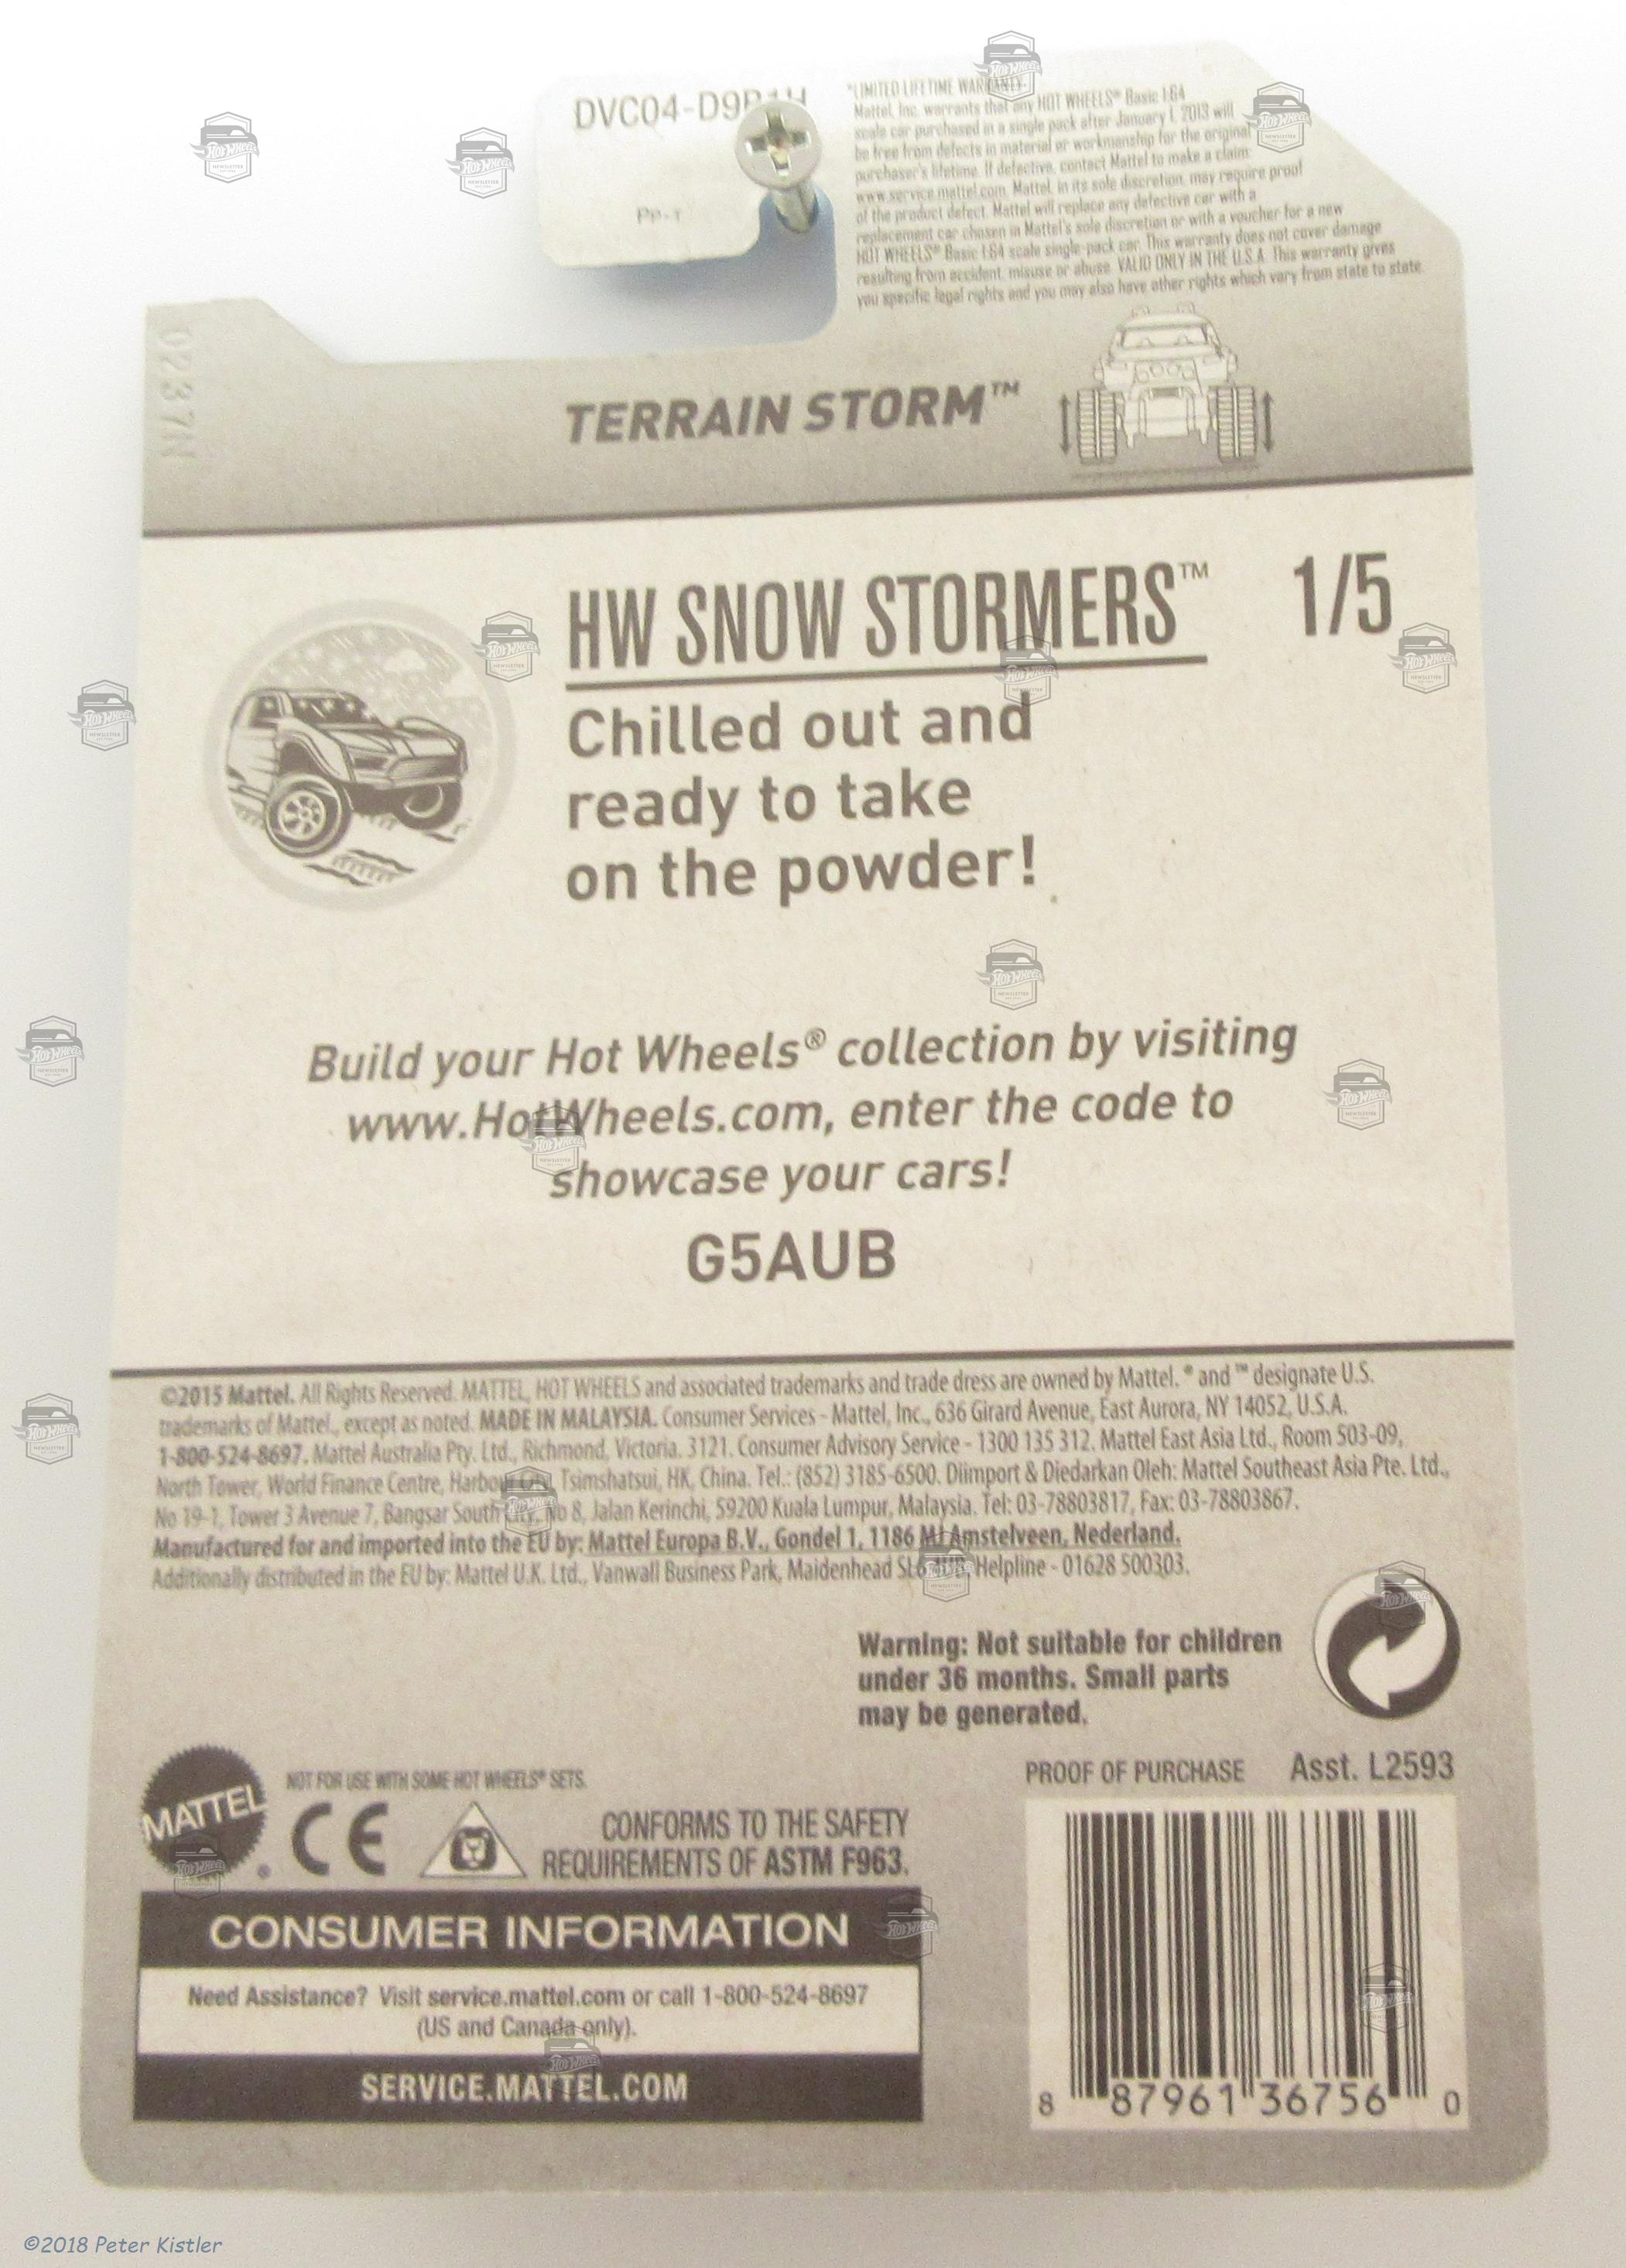 DVC04-D9B1H
PP-1
*LIMITED LIFETIME WARRANTY.
Mattel, Inc. warrants that any HOT WHEELS® Basic 1:64
scale car purchased in a single pack after January 1, 2013 will
be free from defects in material or workmanship for the original
purchaser's lifetime. If defective, contact Mattel to make a claim:
www.service.mattel.com. Mattel, in its sole discretion, may require proof
of the product defect. Mattel will replace any defective car with a
replacement car chosen in Mattel's sole discretion or with a voucher for a new
HOT WHEELS® Basic 1:64 scale single-pack car. This warranty does not cover damage
resulting from accident, misuse or abuse. VALID ONLY IN THE U.S.A. This warranty gives
you specific legal rights and you may also have other rights which vary from state to state.
0237N
TERRAIN STORM™
HW SNOW STORMERS™ 1/5
Chilled out and
ready to take
on the powder!
Build your Hot Wheels® collection by visiting
www.HotWheels.com, enter the code to
showcase your cars!
G5AUB
©2015 Mattel. All Rights Reserved. MATTEL, HOT WHEELS and associated trademarks and trade dress are owned by Mattel. ® and ™ designate U.S.
trademarks of Mattel., except as noted. MADE IN MALAYSIA. Consumer Services - Mattel, Inc., 636 Girard Avenue, East Aurora, NY 14052, U.S.A.
1-800-524-8697. Mattel Australia Pty. Ltd., Richmond, Victoria. 3121. Consumer Advisory Service - 1300 135 312. Mattel East Asia Ltd., Room 503-09,
North Tower, World Finance Centre, Harbour City, Tsimshatsui, HK, China. Tel.: (852) 3185-6500. Diimport & Diedarkan Oleh: Mattel Southeast Asia Pte. Ltd.,
No 19-1, Tower 3 Avenue 7, Bangsar South City, No 8, Jalan Kerinchi, 59200 Kuala Lumpur, Malaysia. Tel: 03-78803817, Fax: 03-78803867.
Manufactured for and imported into the EU by: Mattel Europa B.V., Gondel 1, 1186 MJ Amstelveen, Nederland.
Additionally distributed in the EU by: Mattel U.K. Ltd., Vanwall Business Park, Maidenhead SL6 4UB. Helpline - 01628 500303.
Warning: Not suitable for children
under 36 months. Small parts
may be generated.
MATTEL®
NOT FOR USE WITH SOME HOT WHEELS® SETS.
CE
CONFORMS TO THE SAFETY
REQUIREMENTS OF ASTM F963.
PROOF OF PURCHASE Asst. L2593
CONSUMER INFORMATION
Need Assistance? Visit service.mattel.com or call 1-800-524-8697
(US and Canada only).
SERVICE.MATTEL.COM
8 87961 36756 0
©2018 Peter Kistler